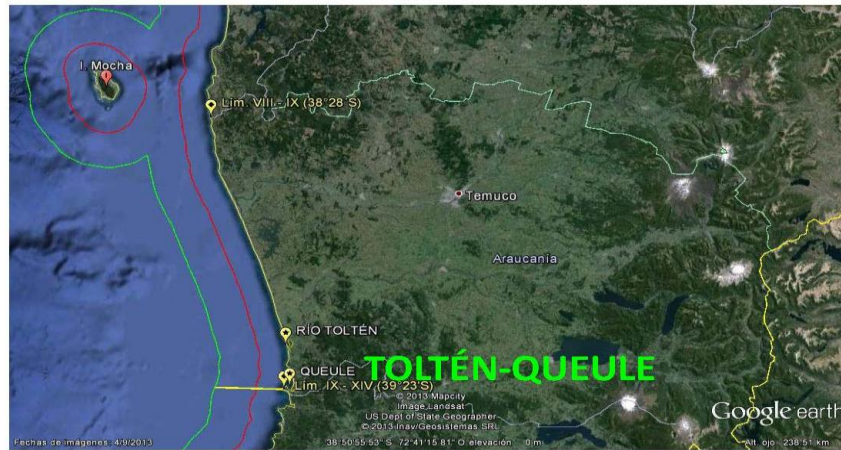 I. Mocha
Lím. VIII - IX (38°28'S)
Temuco
Araucanía
RÍO TOLTÉN
QUEULE
TOLTÉN-QUEULE
Lím. IX - XIV (39°23'S)
© 2013 Mapcity
Image Landsat
US Dept of State Geographer
© 2013 Inav/Geosistemas SRL
Google earth
Fechas de imágenes: 4/9/2013
38°50'55.53" S 72°41'15.81" O elevación 0 m
Alt. ojo 238.51 km